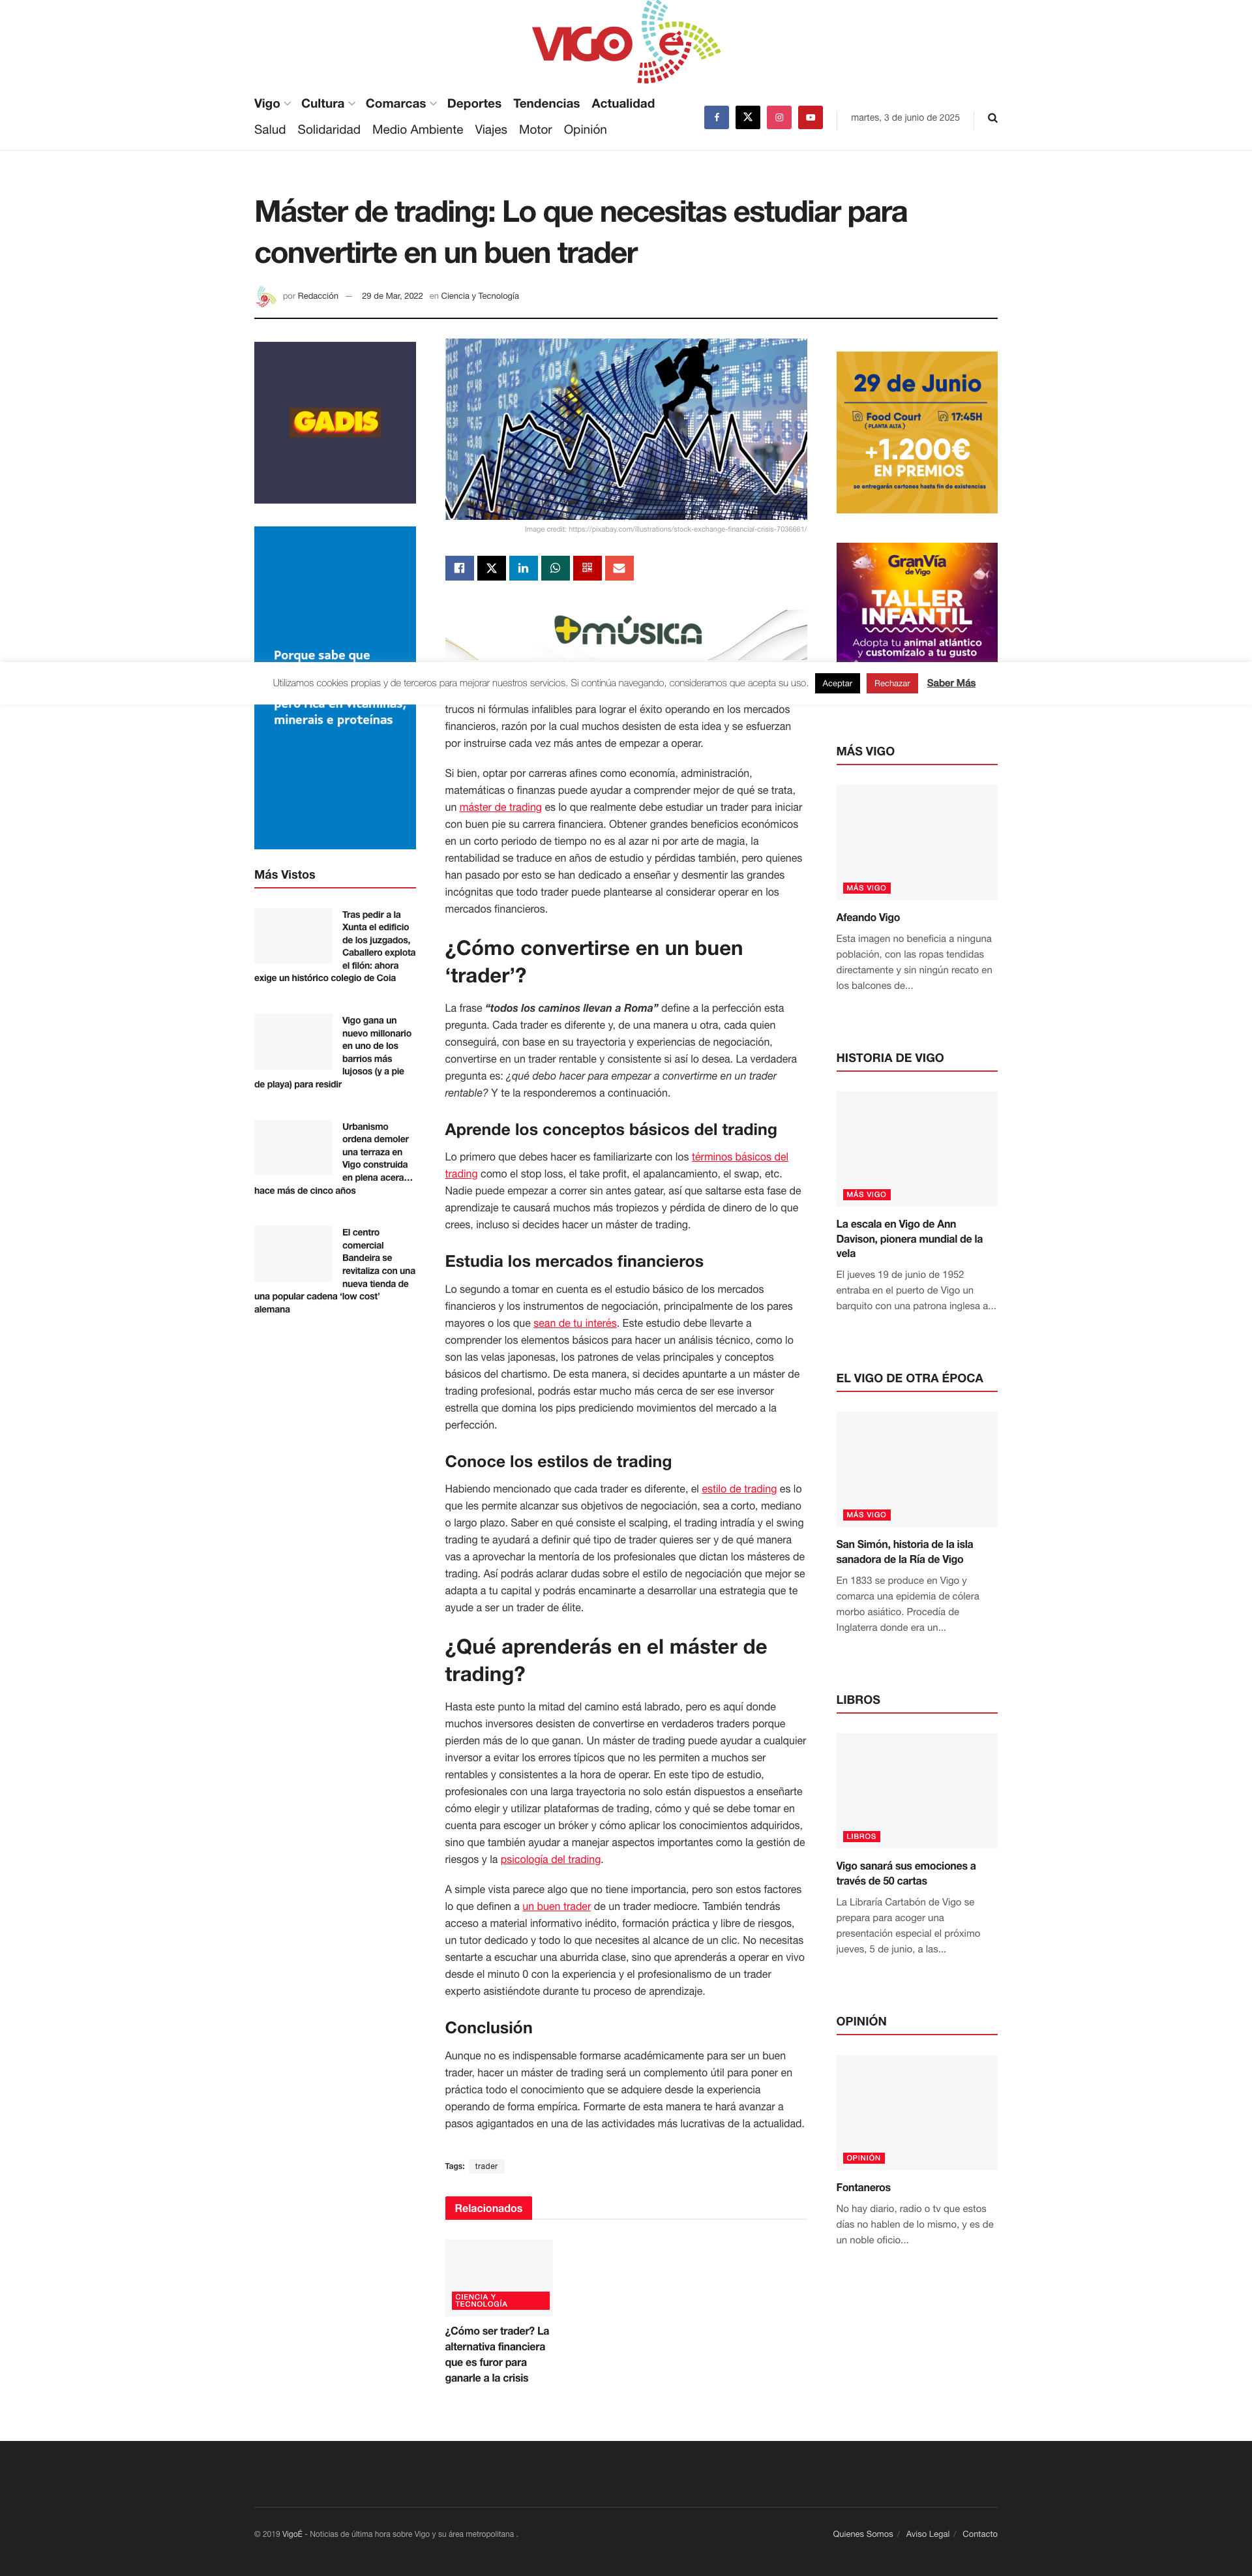 VIGO é
Vigo Cultura Comarcas Deportes Tendencias Actualidad
Salud Solidaridad Medio Ambiente Viajes Motor Opinión
martes, 3 de junio de 2025
Máster de trading: Lo que necesitas estudiar para
convertirte en un buen trader
por Redacción — 29 de Mar, 2022 en Ciencia y Tecnología
GADIS
Porque sabe que
pero rica en vitaminas,
minerais e proteínas
Más Vistos
Tras pedir a la
Xunta el edificio
de los juzgados,
Caballero explota
el filón: ahora
exige un histórico colegio de Coia
Vigo gana un
nuevo millonario
en uno de los
barrios más
lujosos (y a pie
de playa) para residir
Urbanismo
ordena demoler
una terraza en
Vigo construida
en plena acera…
hace más de cinco años
El centro
comercial
Bandeira se
revitaliza con una
nueva tienda de
una popular cadena ‘low cost’
alemana
Image credit: https://pixabay.com/illustrations/stock-exchange-financial-crisis-7036661/
+música
Utilizamos cookies propias y de terceros para mejorar nuestros servicios. Si continúa navegando, consideramos que acepta su uso. Aceptar Rechazar Saber Más
trucos ni fórmulas infalibles para lograr el éxito operando en los mercados
financieros, razón por la cual muchos desisten de esta idea y se esfuerzan
por instruirse cada vez más antes de empezar a operar.
Si bien, optar por carreras afines como economía, administración,
matemáticas o finanzas puede ayudar a comprender mejor de qué se trata,
un máster de trading es lo que realmente debe estudiar un trader para iniciar
con buen pie su carrera financiera. Obtener grandes beneficios económicos
en un corto periodo de tiempo no es al azar ni por arte de magia, la
rentabilidad se traduce en años de estudio y pérdidas también, pero quienes
han pasado por esto se han dedicado a enseñar y desmentir las grandes
incógnitas que todo trader puede plantearse al considerar operar en los
mercados financieros.
¿Cómo convertirse en un buen
‘trader’?
La frase “todos los caminos llevan a Roma” define a la perfección esta
pregunta. Cada trader es diferente y, de una manera u otra, cada quien
conseguirá, con base en su trayectoria y experiencias de negociación,
convertirse en un trader rentable y consistente si así lo desea. La verdadera
pregunta es: ¿qué debo hacer para empezar a convertirme en un trader
rentable? Y te la responderemos a continuación.
Aprende los conceptos básicos del trading
Lo primero que debes hacer es familiarizarte con los términos básicos del
trading como el stop loss, el take profit, el apalancamiento, el swap, etc.
Nadie puede empezar a correr sin antes gatear, así que saltarse esta fase de
aprendizaje te causará muchos más tropiezos y pérdida de dinero de lo que
crees, incluso si decides hacer un máster de trading.
Estudia los mercados financieros
Lo segundo a tomar en cuenta es el estudio básico de los mercados
financieros y los instrumentos de negociación, principalmente de los pares
mayores o los que sean de tu interés. Este estudio debe llevarte a
comprender los elementos básicos para hacer un análisis técnico, como lo
son las velas japonesas, los patrones de velas principales y conceptos
básicos del chartismo. De esta manera, si decides apuntarte a un máster de
trading profesional, podrás estar mucho más cerca de ser ese inversor
estrella que domina los pips prediciendo movimientos del mercado a la
perfección.
Conoce los estilos de trading
Habiendo mencionado que cada trader es diferente, el estilo de trading es lo
que les permite alcanzar sus objetivos de negociación, sea a corto, mediano
o largo plazo. Saber en qué consiste el scalping, el trading intradía y el swing
trading te ayudará a definir qué tipo de trader quieres ser y de qué manera
vas a aprovechar la mentoría de los profesionales que dictan los másteres de
trading. Así podrás aclarar dudas sobre el estilo de negociación que mejor se
adapta a tu capital y podrás encaminarte a desarrollar una estrategia que te
ayude a ser un trader de élite.
¿Qué aprenderás en el máster de
trading?
Hasta este punto la mitad del camino está labrado, pero es aquí donde
muchos inversores desisten de convertirse en verdaderos traders porque
pierden más de lo que ganan. Un máster de trading puede ayudar a cualquier
inversor a evitar los errores típicos que no les permiten a muchos ser
rentables y consistentes a la hora de operar. En este tipo de estudio,
profesionales con una larga trayectoria no solo están dispuestos a enseñarte
cómo elegir y utilizar plataformas de trading, cómo y qué se debe tomar en
cuenta para escoger un bróker y cómo aplicar los conocimientos adquiridos,
sino que también ayudar a manejar aspectos importantes como la gestión de
riesgos y la psicología del trading.
A simple vista parece algo que no tiene importancia, pero son estos factores
lo que definen a un buen trader de un trader mediocre. También tendrás
acceso a material informativo inédito, formación práctica y libre de riesgos,
un tutor dedicado y todo lo que necesites al alcance de un clic. No necesitas
sentarte a escuchar una aburrida clase, sino que aprenderás a operar en vivo
desde el minuto 0 con la experiencia y el profesionalismo de un trader
experto asistiéndote durante tu proceso de aprendizaje.
Conclusión
Aunque no es indispensable formarse académicamente para ser un buen
trader, hacer un máster de trading será un complemento útil para poner en
práctica todo el conocimiento que se adquiere desde la experiencia
operando de forma empírica. Formarte de esta manera te hará avanzar a
pasos agigantados en una de las actividades más lucrativas de la actualidad.
Tags: trader
Relacionados
CIENCIA Y
TECNOLOGÍA
¿Cómo ser trader? La
alternativa financiera
que es furor para
ganarle a la crisis
29 de Junio
Food Court 17:45H
(PLANTA ALTA)
+1.200€
EN PREMIOS
se entregarán cartones hasta fin de existencias
GranVía
de Vigo
TALLER
INFANTIL
Adopta tu animal atlántico
y customízalo a tu gusto
MÁS VIGO
MÁS VIGO
Afeando Vigo
Esta imagen no beneficia a ninguna
población, con las ropas tendidas
directamente y sin ningún recato en
los balcones de...
HISTORIA DE VIGO
MÁS VIGO
La escala en Vigo de Ann
Davison, pionera mundial de la
vela
El jueves 19 de junio de 1952
entraba en el puerto de Vigo un
barquito con una patrona inglesa a...
EL VIGO DE OTRA ÉPOCA
MÁS VIGO
San Simón, historia de la isla
sanadora de la Ría de Vigo
En 1833 se produce en Vigo y
comarca una epidemia de cólera
morbo asiático. Procedía de
Inglaterra donde era un...
LIBROS
LIBROS
Vigo sanará sus emociones a
través de 50 cartas
La Libraría Cartabón de Vigo se
prepara para acoger una
presentación especial el próximo
jueves, 5 de junio, a las...
OPINIÓN
OPINIÓN
Fontaneros
No hay diario, radio o tv que estos
días no hablen de lo mismo, y es de
un noble oficio...
© 2019 VigoÉ - Noticias de última hora sobre Vigo y su área metropolitana .
Quienes Somos / Aviso Legal / Contacto